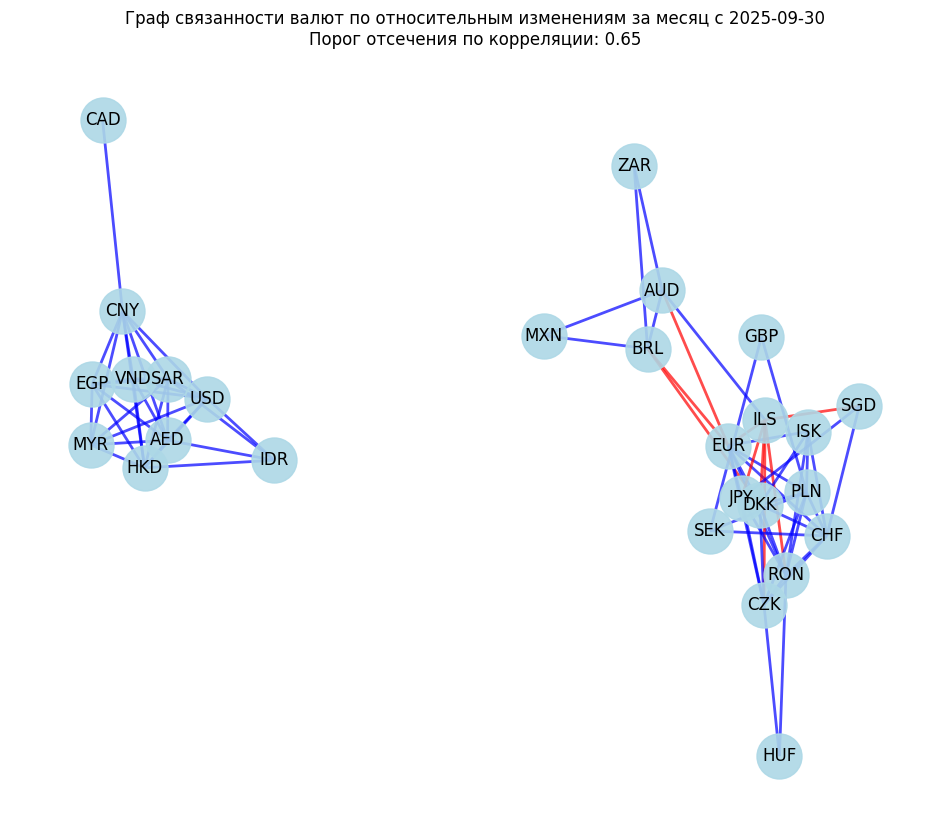 Граф связанности валют по относительным изменениям за месяц с 2025-09-30
Порог отсечения по корреляции: 0.65
CAD
ZAR
AUD
CNY
MXN
GBP
BRL
VND
SAR
EGP
USD
SGD
ILS
ISK
AED
MYR
EUR
IDR
HKD
PLN
JPY
DKK
SEK
CHF
RON
CZK
HUF